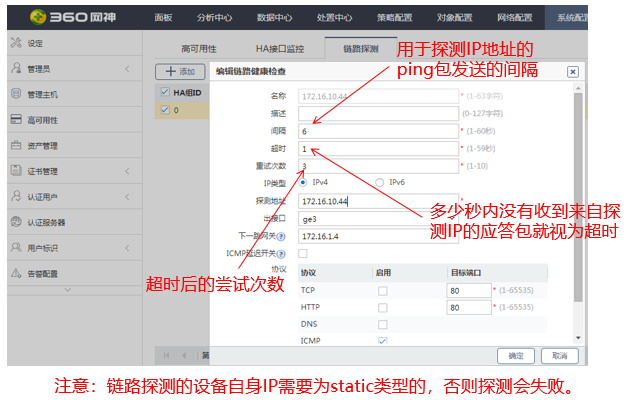 360网神
面板 分析中心 数据中心 处置中心 策略配置 对象配置 网络配置 系统配置
设定
管理员
管理主机
高可用性
资产管理
证书管理
认证用户
认证服务器
用户标识
告警配置
高可用性 HA接口监控 链路探测
添加
HA组ID
0
第
编辑链路健康检查
名称 172.16.10.44 * (1-63字符)
描述 (0-127字符)
间隔 6 * (1-60秒)
超时 1 * (1-59秒)
重试次数 3 * (1-10)
IP类型 IPv4 IPv6
探测地址 172.16.10.44 *
出接口 ge3
下一跳网关 172.16.1.4
ICMP延迟开关
协议 协议 启用 目标端口
TCP 80 * (1-65535)
HTTP 80 * (1-65535)
DNS
ICMP
确定 取消
用于探测IP地址的
ping包发送的间隔
多少秒内没有收到来自探
测IP的应答包就视为超时
超时后的尝试次数
注意：链路探测的设备自身IP需要为static类型的，否则探测会失败。